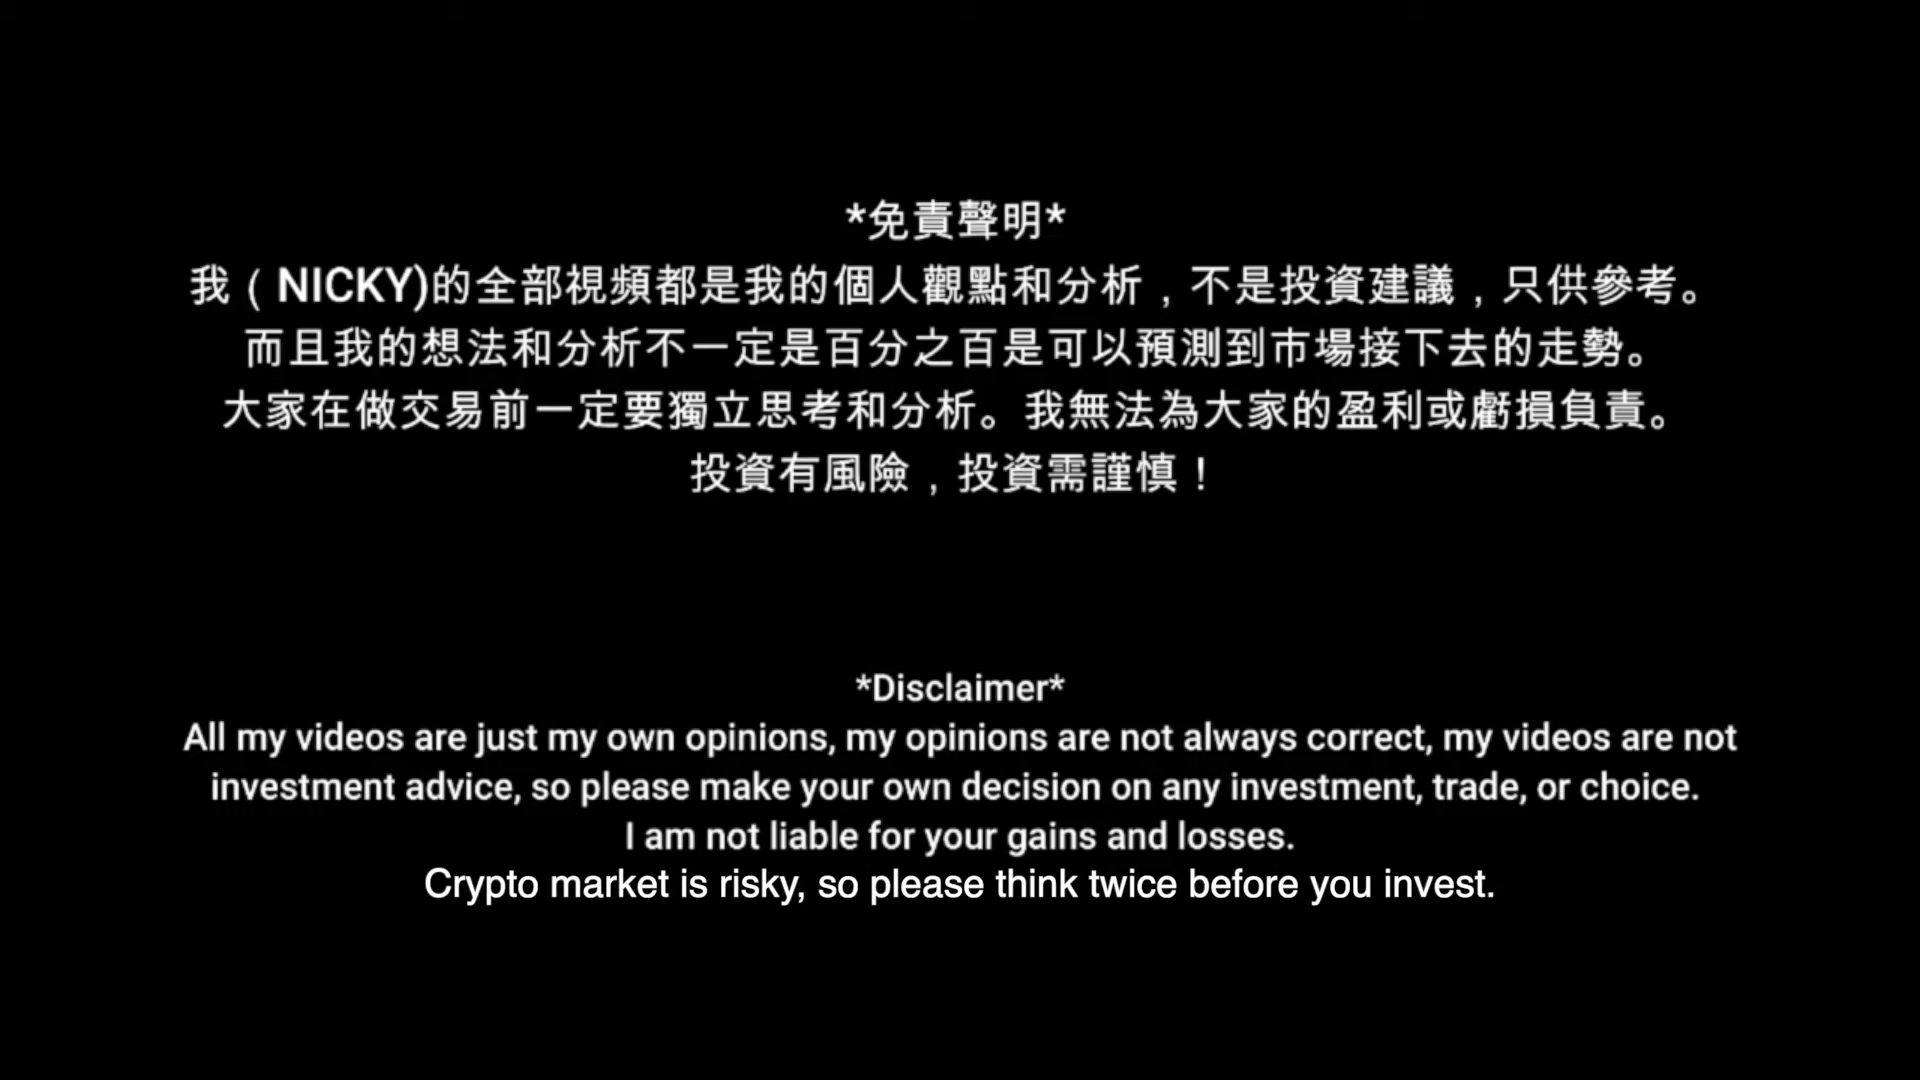 *免責聲明*
我（NICKY)的全部視頻都是我的個人觀點和分析，不是投資建議，只供參考。
而且我的想法和分析不一定是百分之百是可以預測到市場接下去的走勢。
大家在做交易前一定要獨立思考和分析。我無法為大家的盈利或虧損負責。
投資有風險，投資需謹慎！
*Disclaimer*
All my videos are just my own opinions, my opinions are not always correct, my videos are not
investment advice, so please make your own decision on any investment, trade, or choice.
I am not liable for your gains and losses.
Crypto market is risky, so please think twice before you invest.